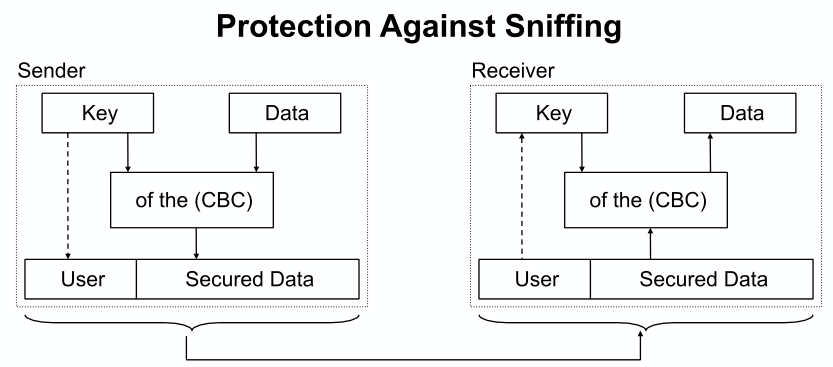 Protection Against Sniffing
Sender
Key
Data
of the (CBC)
User
Secured Data
Receiver
Key
Data
of the (CBC)
User
Secured Data